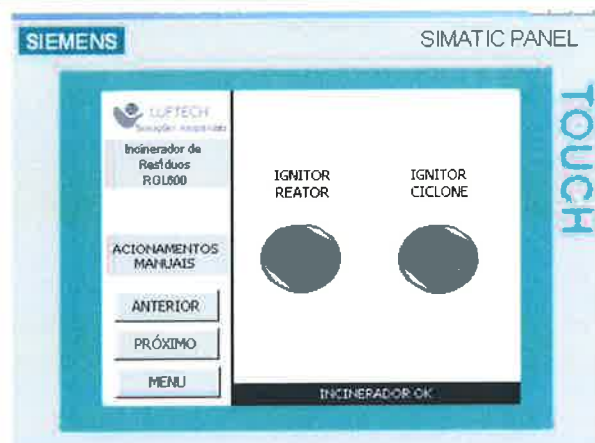 SIEMENS
SIMATIC PANEL
TOUCH
LUFTECH
Incinerador de
Resíduos
RGL600
ACIONAMENTOS
MANUAIS
ANTERIOR
PRÓXIMO
MENU
IGNITOR
REATOR
IGNITOR
CICLONE
INCINERADOR OK